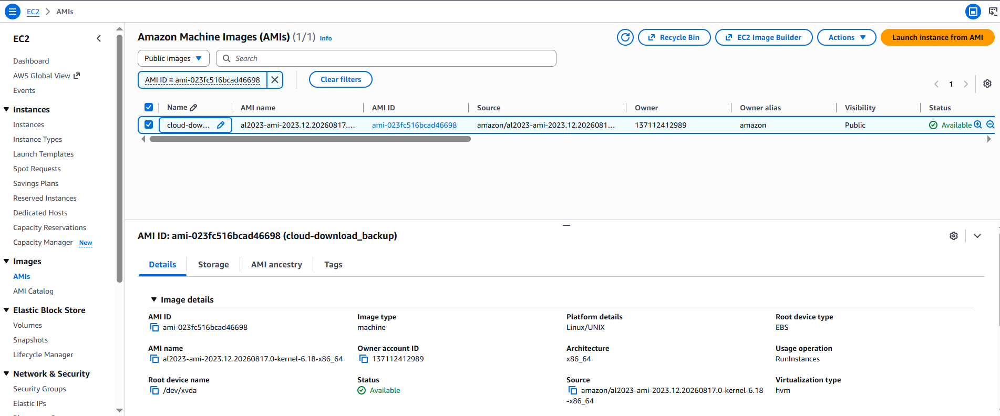 EC2 > AMIs
EC2
Dashboard
AWS Global View
Events
Instances
Instances
Instance Types
Launch Templates
Spot Requests
Savings Plans
Reserved Instances
Dedicated Hosts
Capacity Reservations
Capacity Manager New
Images
AMIs
AMI Catalog
Elastic Block Store
Volumes
Snapshots
Lifecycle Manager
Network & Security
Security Groups
Elastic IPs
Amazon Machine Images (AMIs) (1/1) Info
Recycle Bin
EC2 Image Builder
Actions
Launch instance from AMI
Public images
Search
AMI ID = ami-023fc516bcad46698
Clear filters
1
Name AMI name AMI ID Source Owner Owner alias Visibility Status
cloud-dow... al2023-ami-2023.12.20260817.... ami-023fc516bcad46698 amazon/al2023-ami-2023.12.2026081... 137112412989 amazon Public Available
AMI ID: ami-023fc516bcad46698 (cloud-download_backup)
Details Storage AMI ancestry Tags
Image details
AMI ID
ami-023fc516bcad46698
Image type
machine
Platform details
Linux/UNIX
Root device type
EBS
AMI name
al2023-ami-2023.12.20260817.0-kernel-6.18-x86_64
Owner account ID
137112412989
Architecture
x86_64
Usage operation
RunInstances
Root device name
/dev/xvda
Status
Available
Source
amazon/al2023-ami-2023.12.20260817.0-kernel-6.18
-x86_64
Virtualization type
hvm